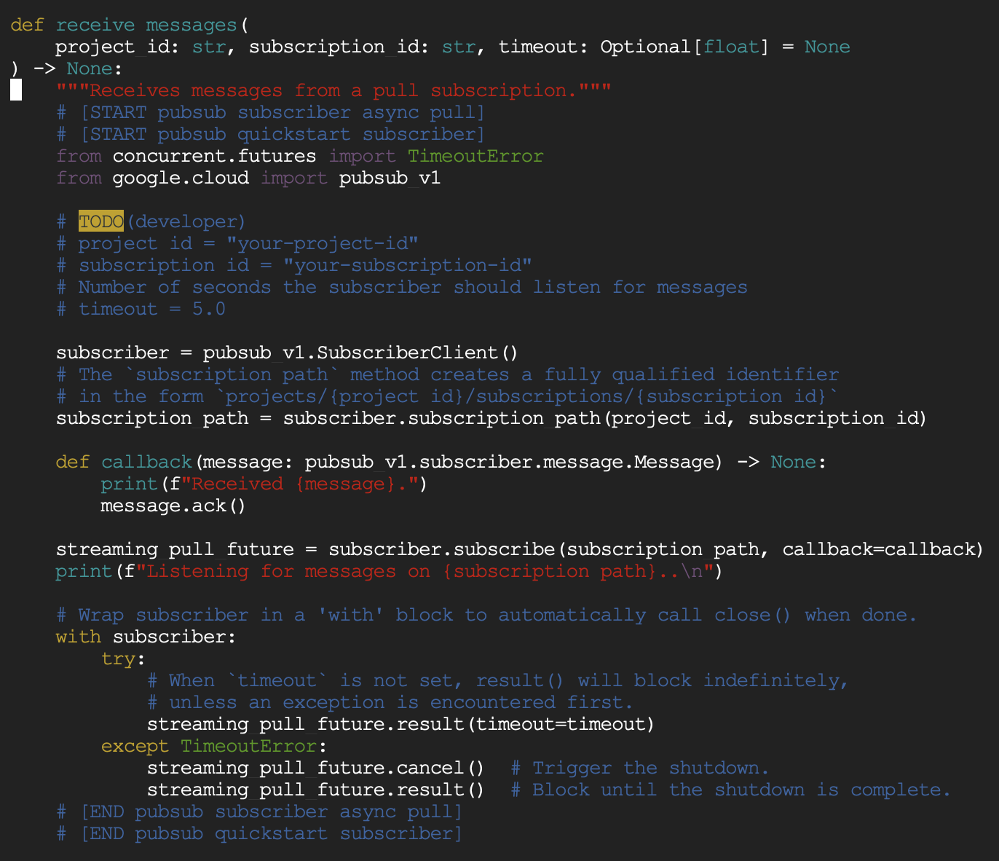 def receive_messages(
    project_id: str, subscription_id: str, timeout: Optional[float] = None
) -> None:
    """Receives messages from a pull subscription."""
    # [START pubsub_subscriber_async_pull]
    # [START pubsub_quickstart_subscriber]
    from concurrent.futures import TimeoutError
    from google.cloud import pubsub_v1

    # TODO(developer)
    # project_id = "your-project-id"
    # subscription_id = "your-subscription-id"
    # Number of seconds the subscriber should listen for messages
    # timeout = 5.0

    subscriber = pubsub_v1.SubscriberClient()
    # The `subscription_path` method creates a fully qualified identifier
    # in the form `projects/{project_id}/subscriptions/{subscription_id}`
    subscription_path = subscriber.subscription_path(project_id, subscription_id)

    def callback(message: pubsub_v1.subscriber.message.Message) -> None:
        print(f"Received {message}.")
        message.ack()

    streaming_pull_future = subscriber.subscribe(subscription_path, callback=callback)
    print(f"Listening for messages on {subscription_path}..\n")

    # Wrap subscriber in a 'with' block to automatically call close() when done.
    with subscriber:
        try:
            # When `timeout` is not set, result() will block indefinitely,
            # unless an exception is encountered first.
            streaming_pull_future.result(timeout=timeout)
        except TimeoutError:
            streaming_pull_future.cancel()  # Trigger the shutdown.
            streaming_pull_future.result()  # Block until the shutdown is complete.
    # [END pubsub_subscriber_async_pull]
    # [END pubsub_quickstart_subscriber]